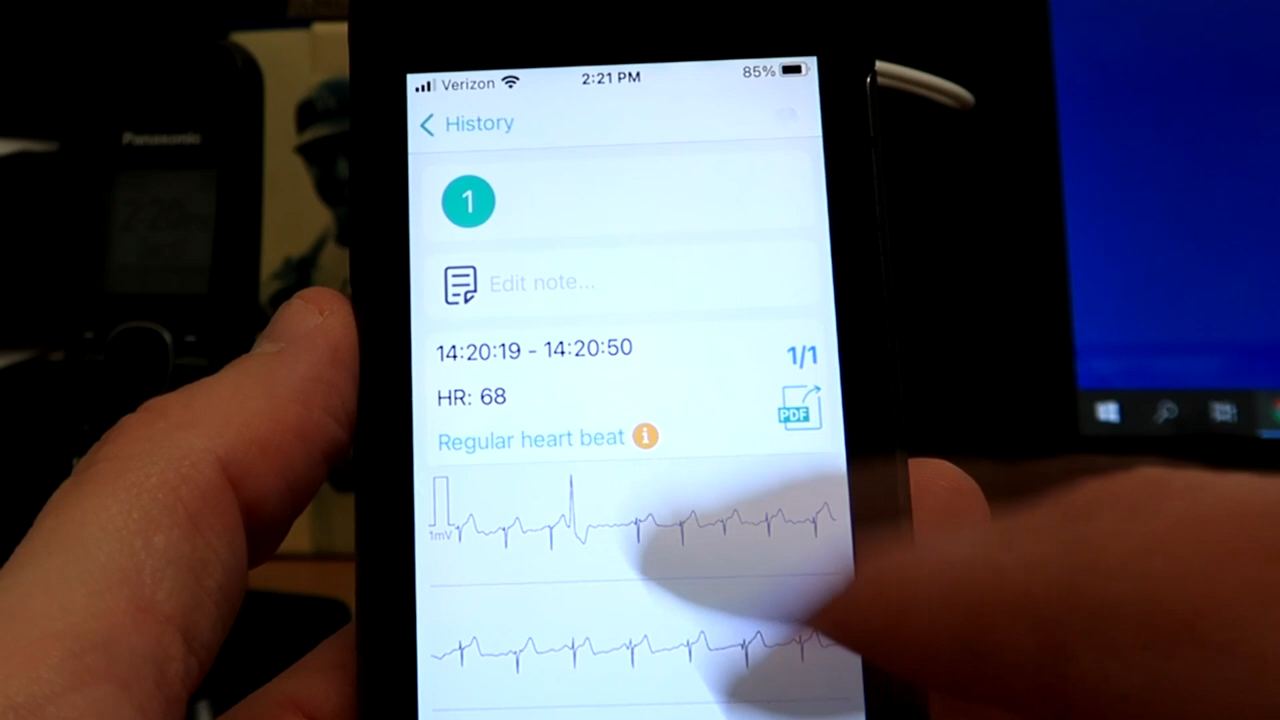 Panasonic
Verizon 2:21 PM 85%
History
1
Edit note...
14:20:19 - 14:20:50
1/1
HR: 68
PDF
Regular heart beat i
1mV